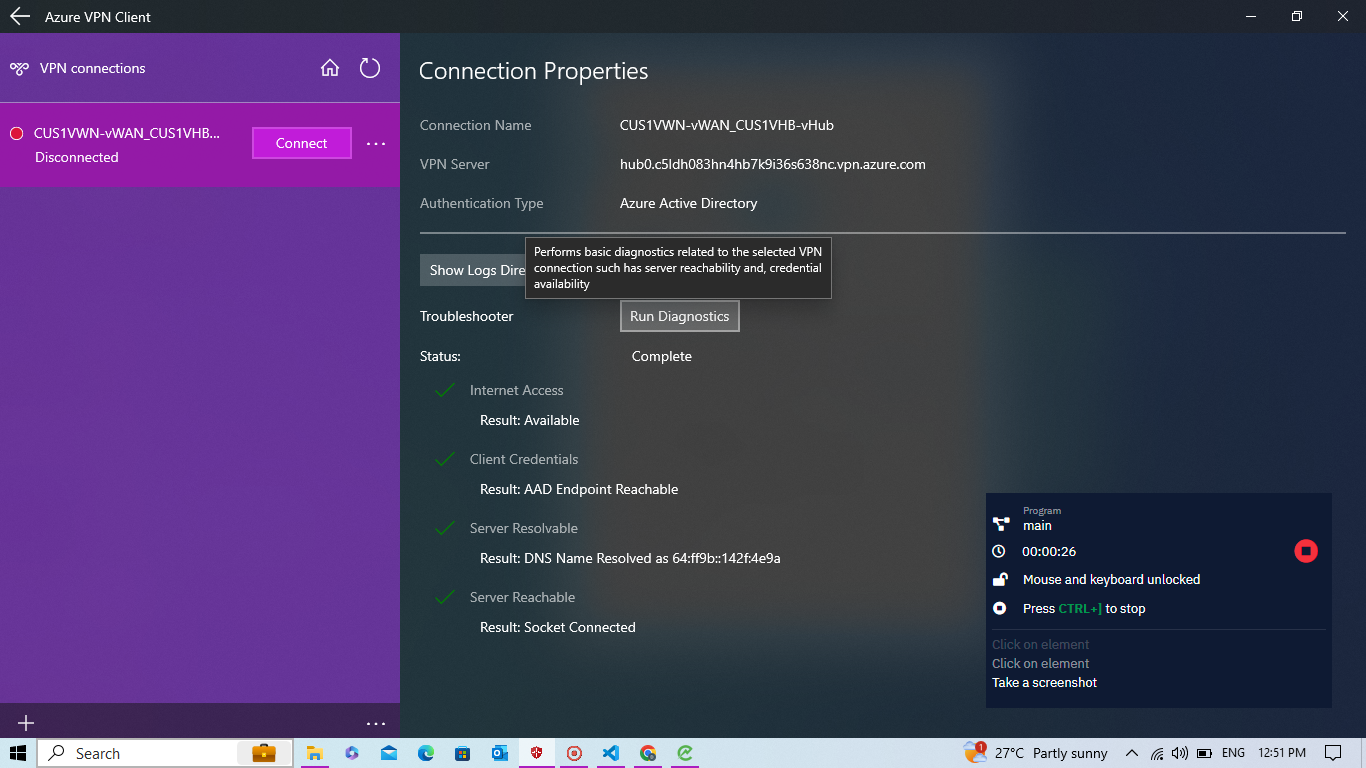 Azure VPN Client
VPN connections
CUS1VWN-vWAN_CUS1VHB...
Disconnected
Connect
Connection Properties
Connection Name
CUS1VWN-vWAN_CUS1VHB-vHub
VPN Server
hub0.c5ldh083hn4hb7k9i36s638nc.vpn.azure.com
Authentication Type
Azure Active Directory
Performs basic diagnostics related to the selected VPN
connection such has server reachability and, credential
availability
Show Logs Dire
Troubleshooter
Run Diagnostics
Status:
Complete
Internet Access
Result: Available
Client Credentials
Result: AAD Endpoint Reachable
Server Resolvable
Result: DNS Name Resolved as 64:ff9b::142f:4e9a
Server Reachable
Result: Socket Connected
Program
main
00:00:26
Mouse and keyboard unlocked
Press CTRL+] to stop
Click on element
Click on element
Take a screenshot
Search
1
27°C Partly sunny
ENG
12:51 PM